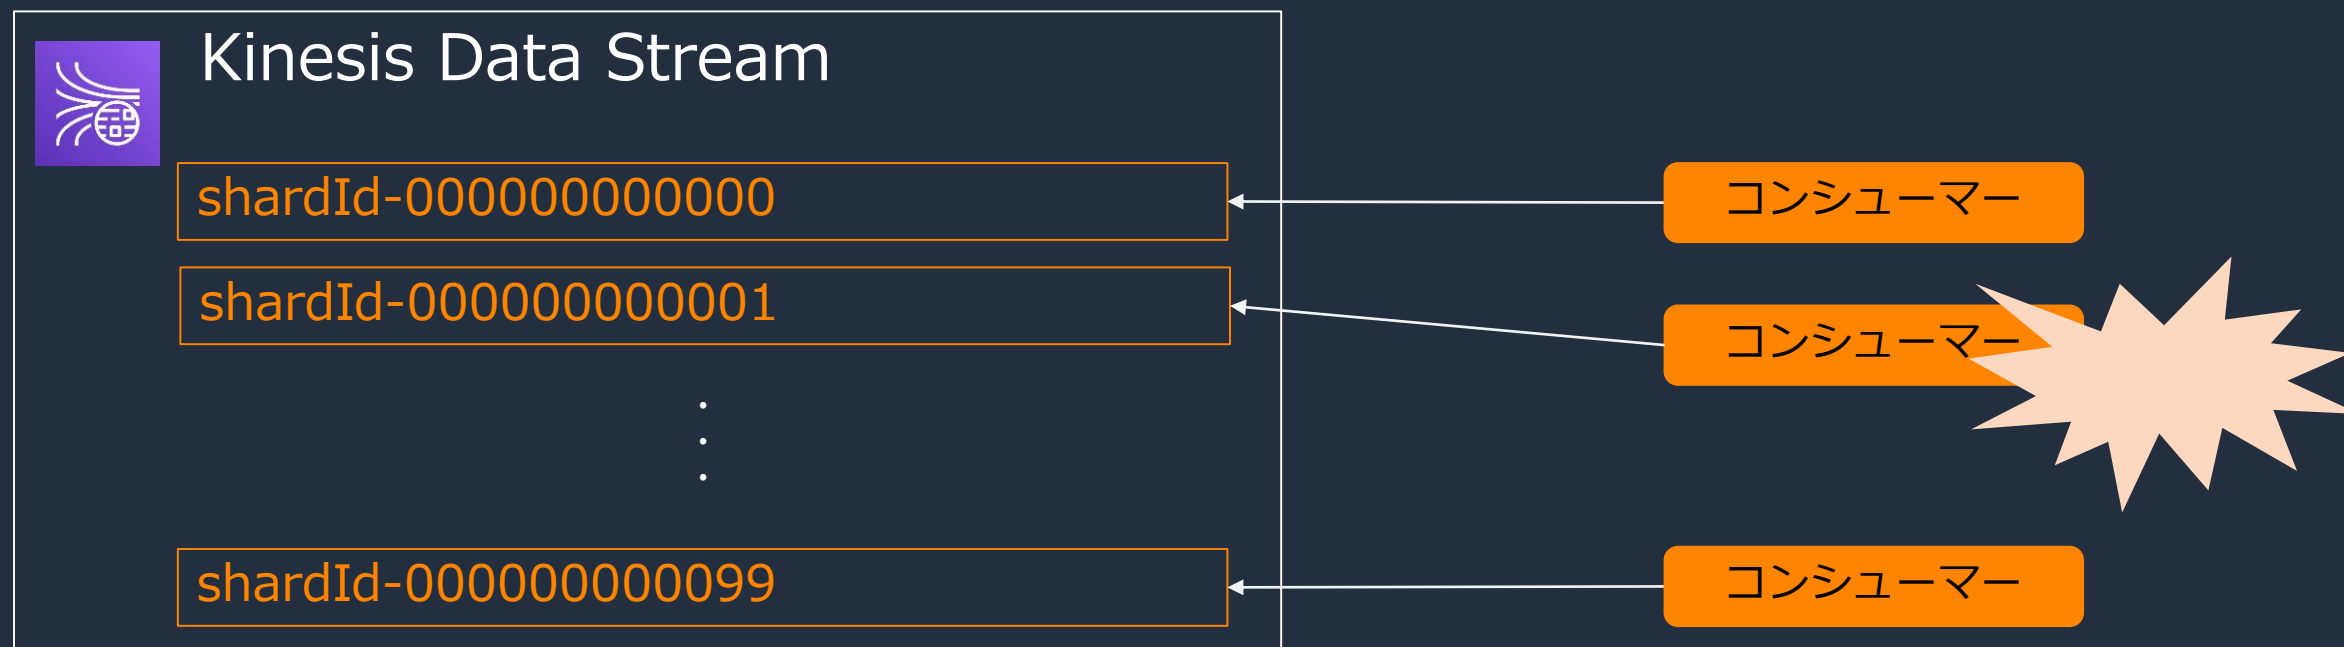 Kinesis Data Stream
shardId-000000000000
コンシューマー
shardId-000000000001
コンシューマー
.
.
.
shardId-000000000099
コンシューマー